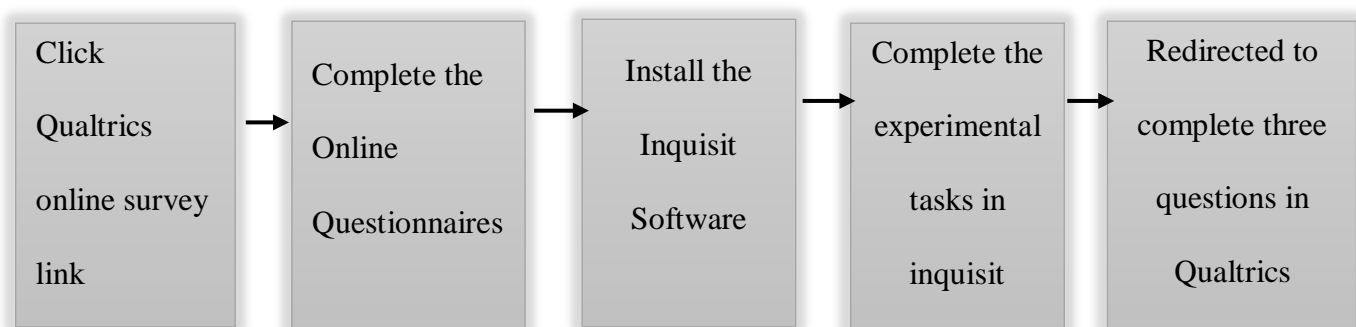 Click
Qualtrics
online survey
link
Complete the
Online
Questionnaires
Install the
Inquisit
Software
Complete the
experimental
tasks in
inquisit
Redirected to
complete three
questions in
Qualtrics